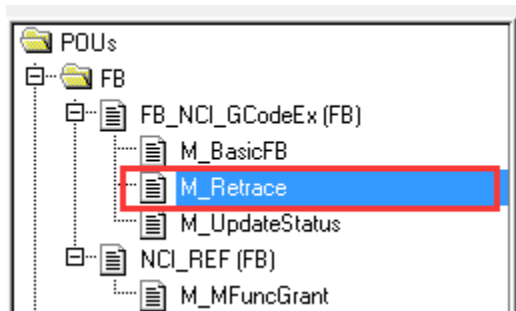 POUs
FB
FB_NCI_GCodeEx (FB)
M_BasicFB
M_Retrace
M_UpdateStatus
NCI_REF (FB)
M_MFuncGrant